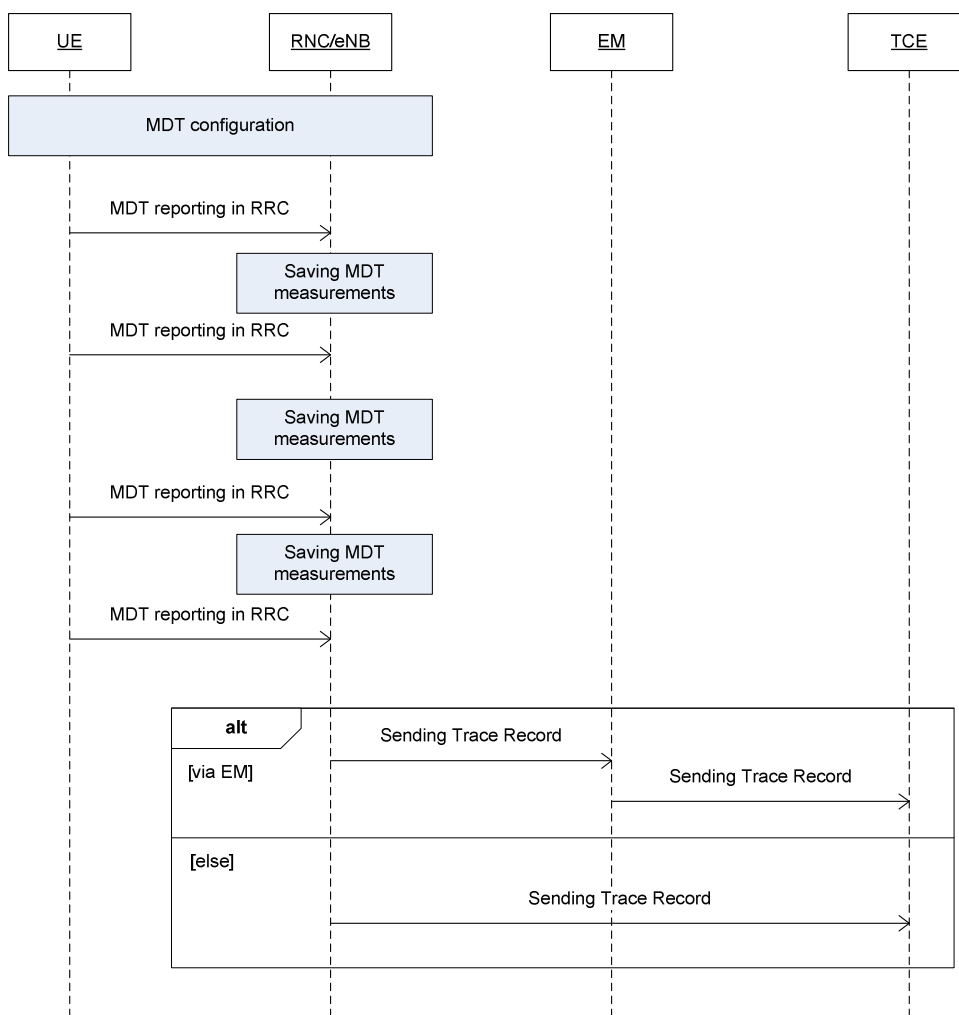 UE
RNC/eNB
EM
TCE
MDT configuration
MDT reporting in RRC
Saving MDT
measurements
MDT reporting in RRC
Saving MDT
measurements
MDT reporting in RRC
Saving MDT
measurements
MDT reporting in RRC
alt
Sending Trace Record
[via EM]
Sending Trace Record
[else]
Sending Trace Record